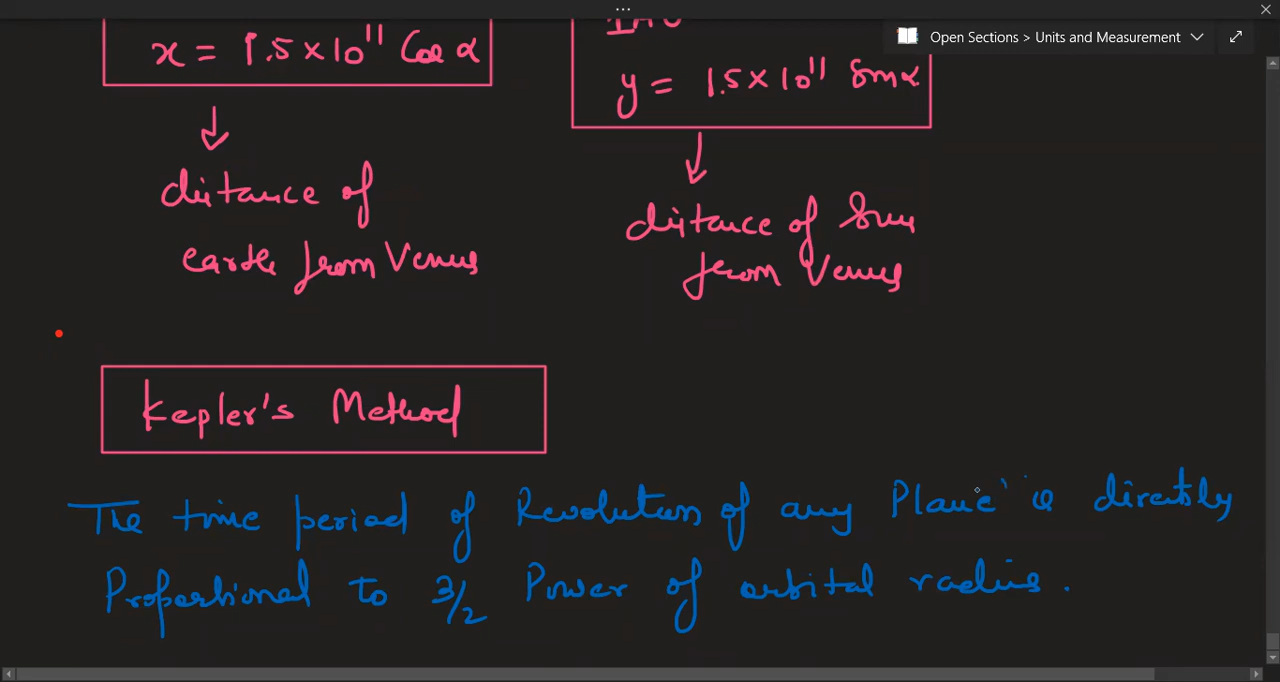 Open Sections > Units and Measurement
x = 1.5 × 10¹¹ Cos α
y = 1.5 × 10¹¹ Sin α
distance of
earth from Venus
distance of Sun
from Venus
Kepler's Method
The time period of Revolution of any is directly
Proportional to 3/2 Power of orbital radius.